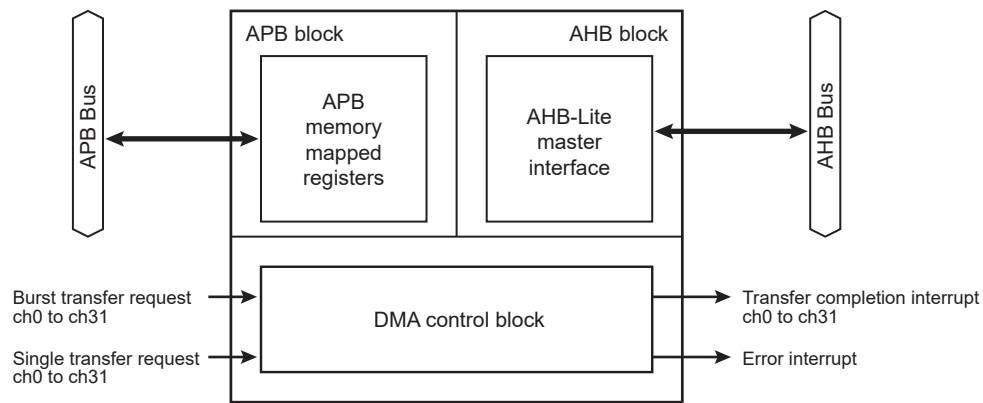 APB block
AHB block
APB Bus
APB
memory
mapped
registers
AHB-Lite
master
interface
AHB Bus
Burst transfer request
ch0 to ch31
Single transfer request
ch0 to ch31
DMA control block
Transfer completion interrupt
ch0 to ch31
Error interrupt